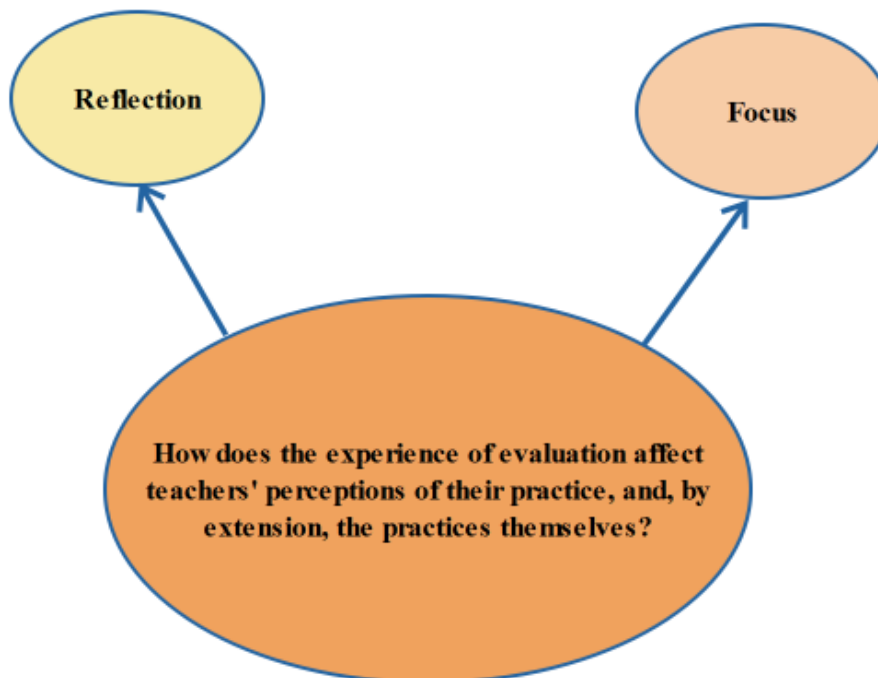 Reflection
Focus
How does the experience of evaluation affect
teachers' perceptions of their practice, and, by
extension, the practices themselves?